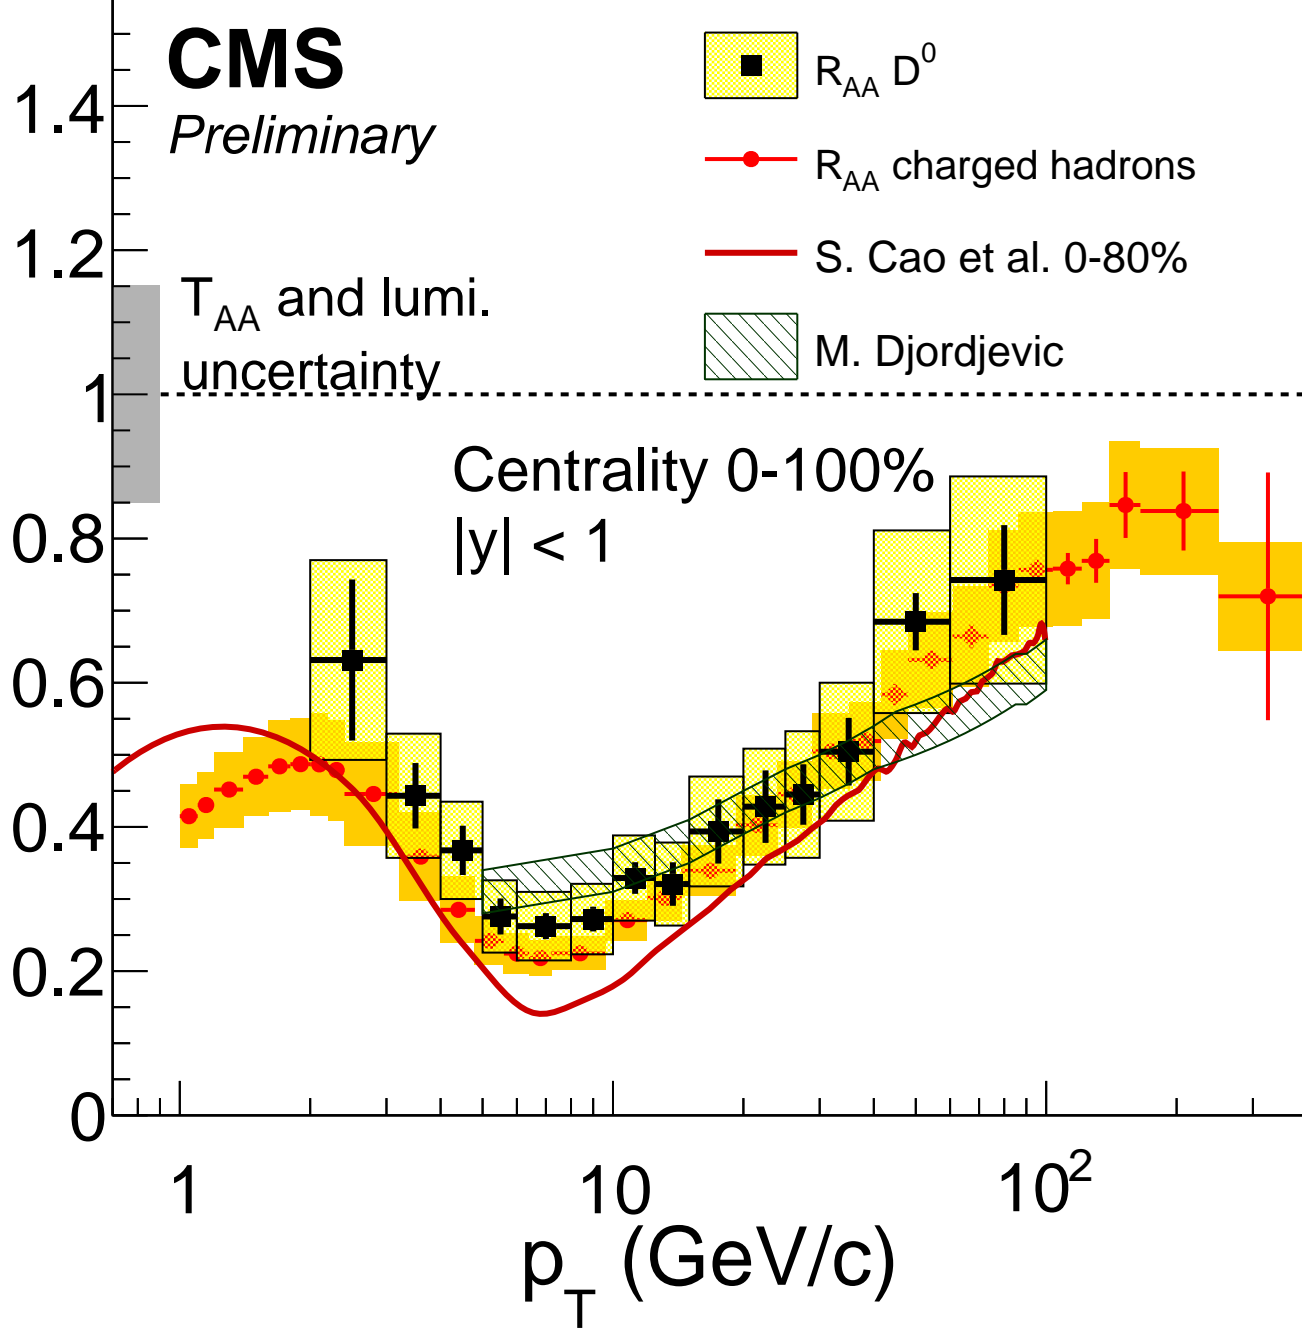 CMS
Preliminary
R_AA D^0
R_AA charged hadrons
S. Cao et al. 0-80%
M. Djordjevic
T_AA and lumi.
uncertainty
Centrality 0-100%
|y| < 1
1.4
1.2
1
0.8
0.6
0.4
0.2
0
1
10
10^2
p_T (GeV/c)